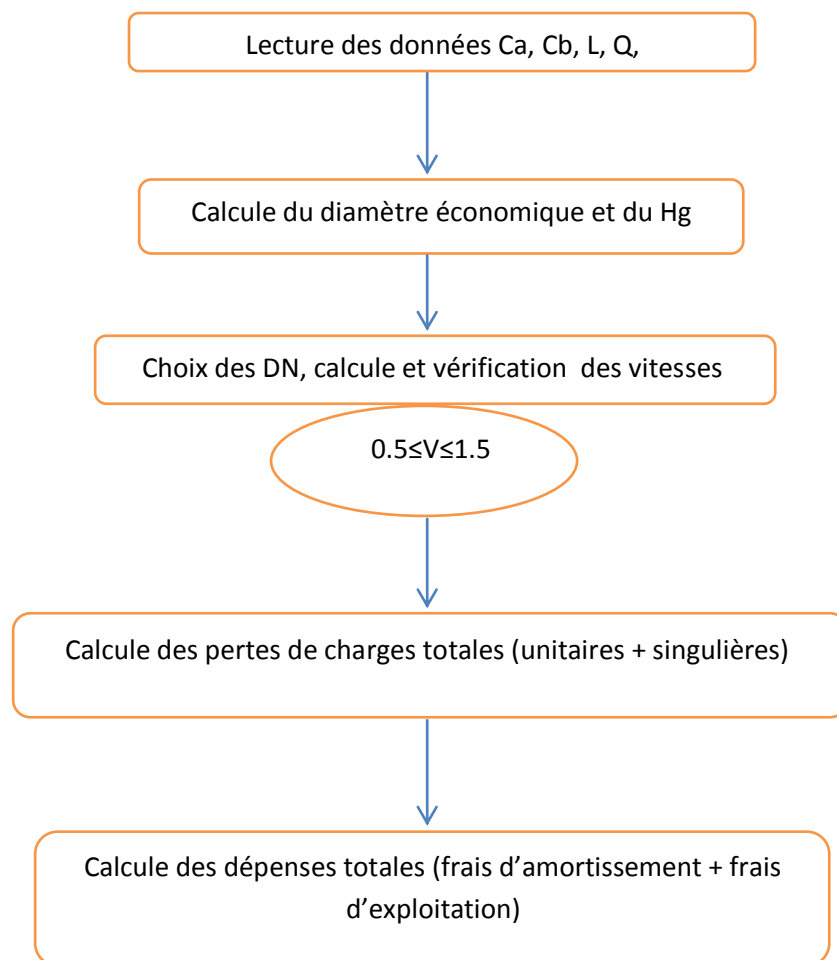 Lecture des données Ca, Cb, L, Q,
Calcule du diamètre économique et du Hg
Choix des DN, calcule et vérification  des vitesses
0.5≤V≤1.5
Calcule des pertes de charges totales (unitaires + singulières)
Calcule des dépenses totales (frais d’amortissement + frais
d’exploitation)